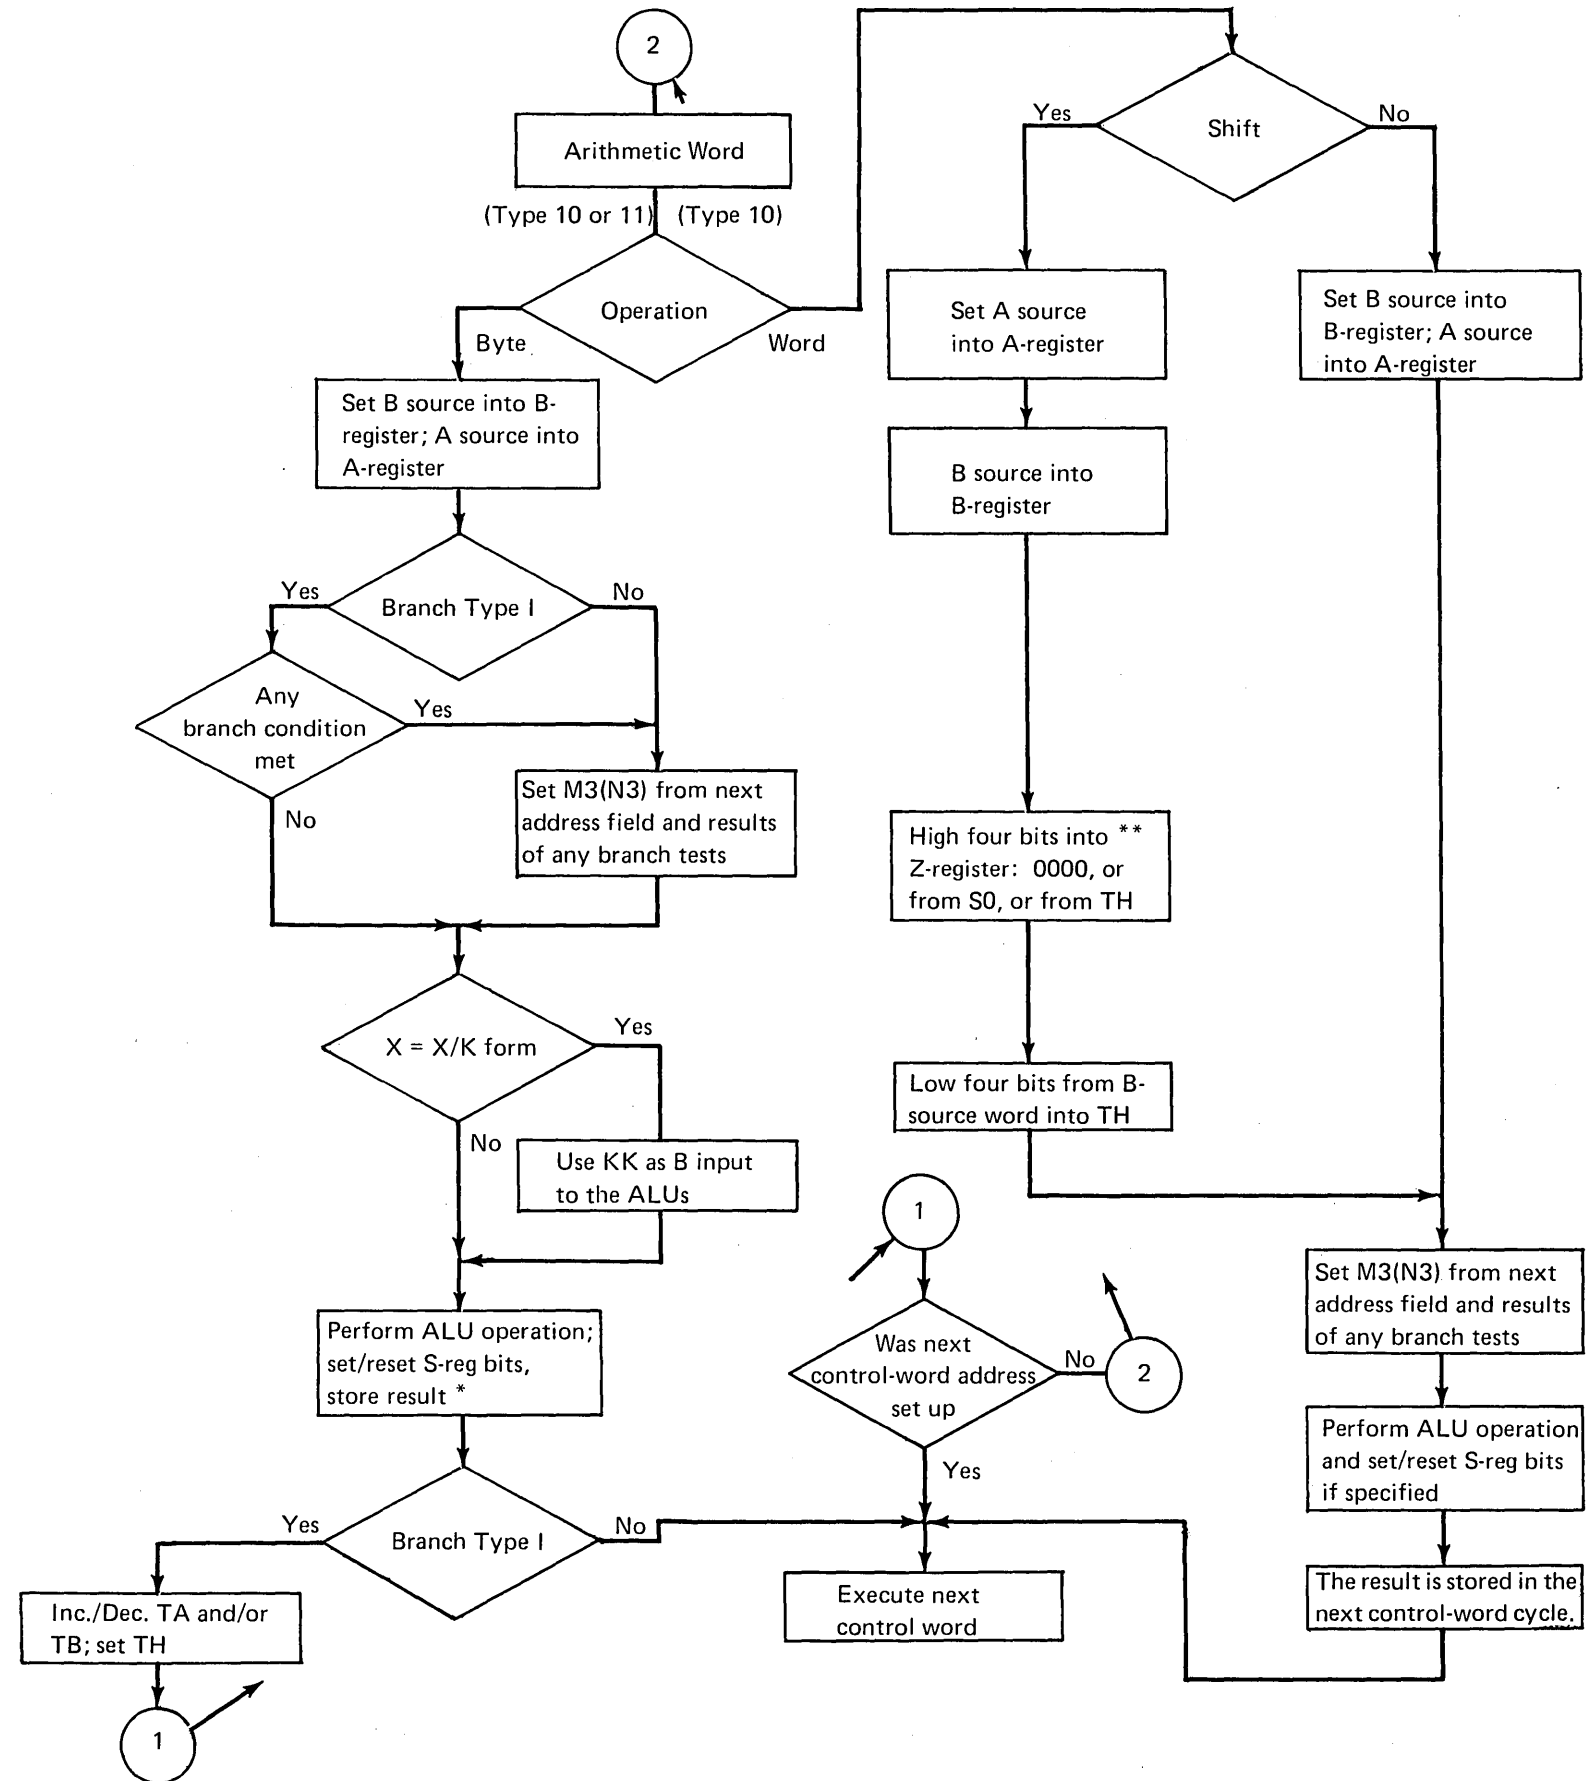 2
Arithmetic Word
(Type 10 or 11)
(Type 10)
Operation
Byte
Word
Set B source into B-
register; A source into
A-register
Branch Type I
Yes
No
Any
branch condition
met
Yes
No
Set M3(N3) from next
address field and results
of any branch tests
X = X/K form
Yes
No
Use KK as B input
to the ALUs
Perform ALU operation;
set/reset S-reg bits,
store result *
Branch Type I
Yes
No
Inc./Dec. TA and/or
TB; set TH
1
Shift
Yes
No
Set A source
into A-register
B source into
B-register
High four bits into **
Z-register: 0000, or
from S0, or from TH
Low four bits from B-
source word into TH
Set B source into
B-register; A source
into A-register
1
Was next
control-word address
set up
No
2
Yes
Execute next
control word
Set M3(N3) from next
address field and results
of any branch tests
Perform ALU operation
and set/reset S-reg bits
if specified
The result is stored in the
next control-word cycle.